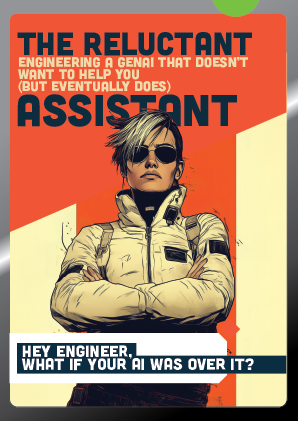 THE RELUCTANT
ENGINEERING A GENAI THAT DOESN'T
WANT TO HELP YOU
(BUT EVENTUALLY DOES)
ASSISTANT
HEY ENGINEER,
WHAT IF YOUR AI WAS OVER IT?